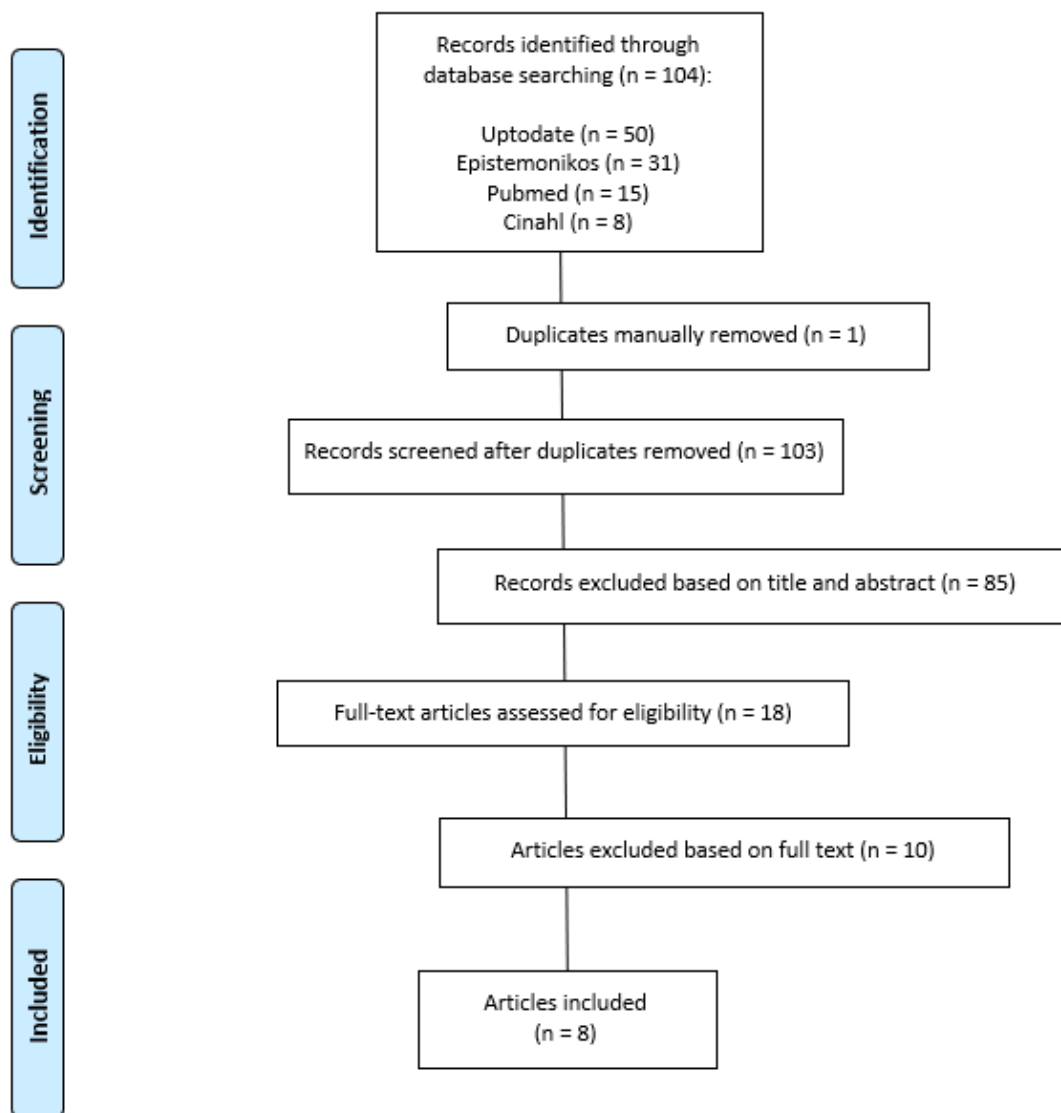 Identification
Records identified through
database searching (n = 104):
Uptodate (n = 50)
Epistemonikos (n = 31)
Pubmed (n = 15)
Cinahl (n = 8)
Duplicates manually removed (n = 1)
Screening
Records screened after duplicates removed (n = 103)
Records excluded based on title and abstract (n = 85)
Eligibility
Full-text articles assessed for eligibility (n = 18)
Articles excluded based on full text (n = 10)
Included
Articles included
(n = 8)